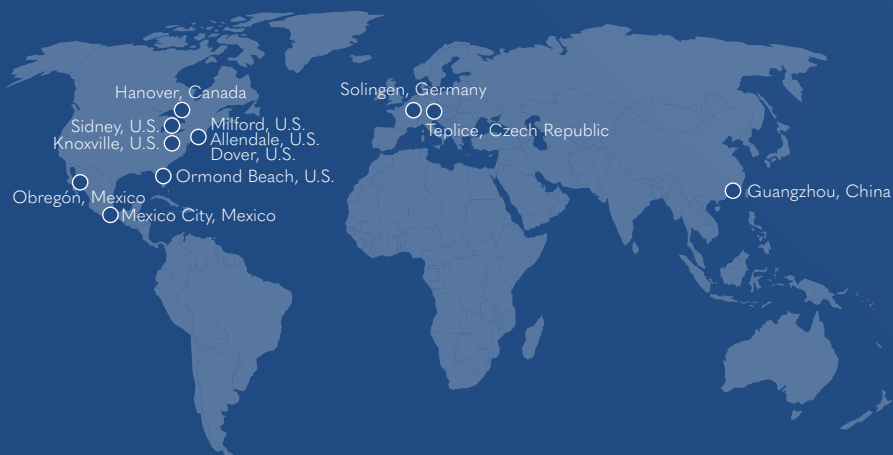 Hanover, Canada
Sidney, U.S.
Milford, U.S.
Knoxville, U.S.
Allendale, U.S.
Dover, U.S.
Ormond Beach, U.S.
Obregón, Mexico
Mexico City, Mexico
Solingen, Germany
Teplice, Czech Republic
Guangzhou, China